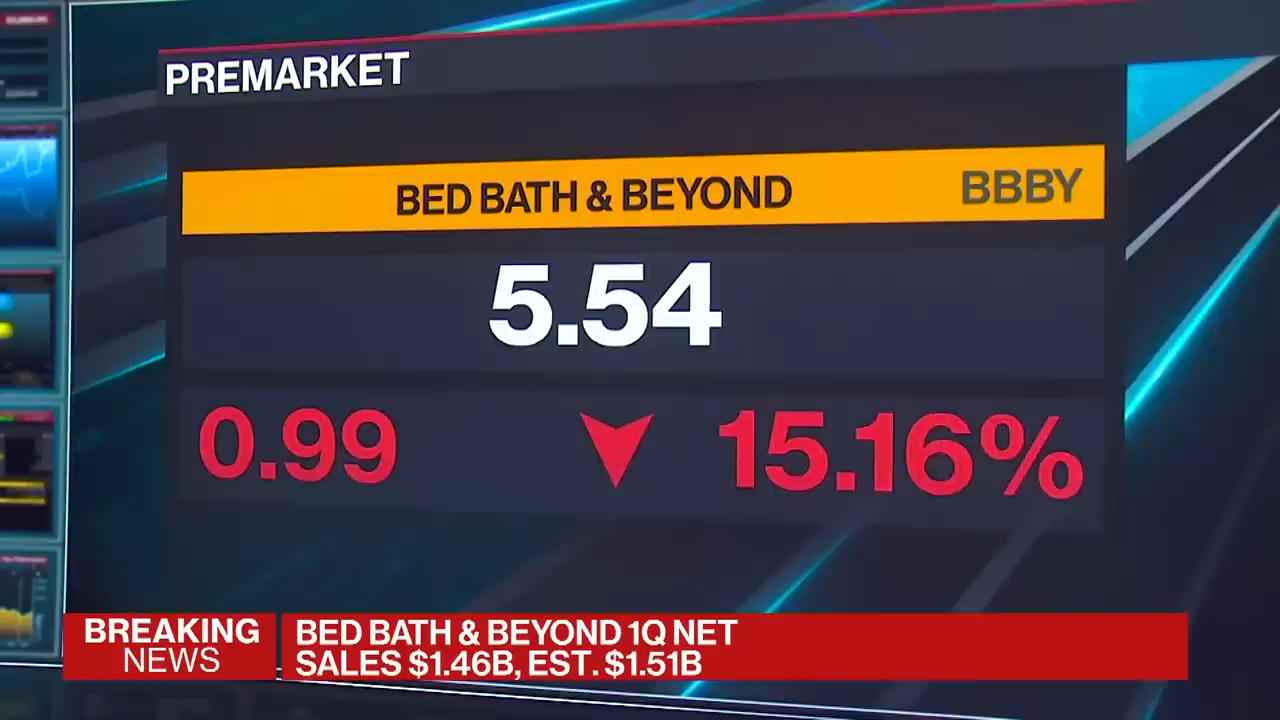 PREMARKET
BED BATH & BEYOND BBBY
5.54
0.99 15.16%
BREAKING NEWS
BED BATH & BEYOND 1Q NET
SALES $1.46B, EST. $1.51B